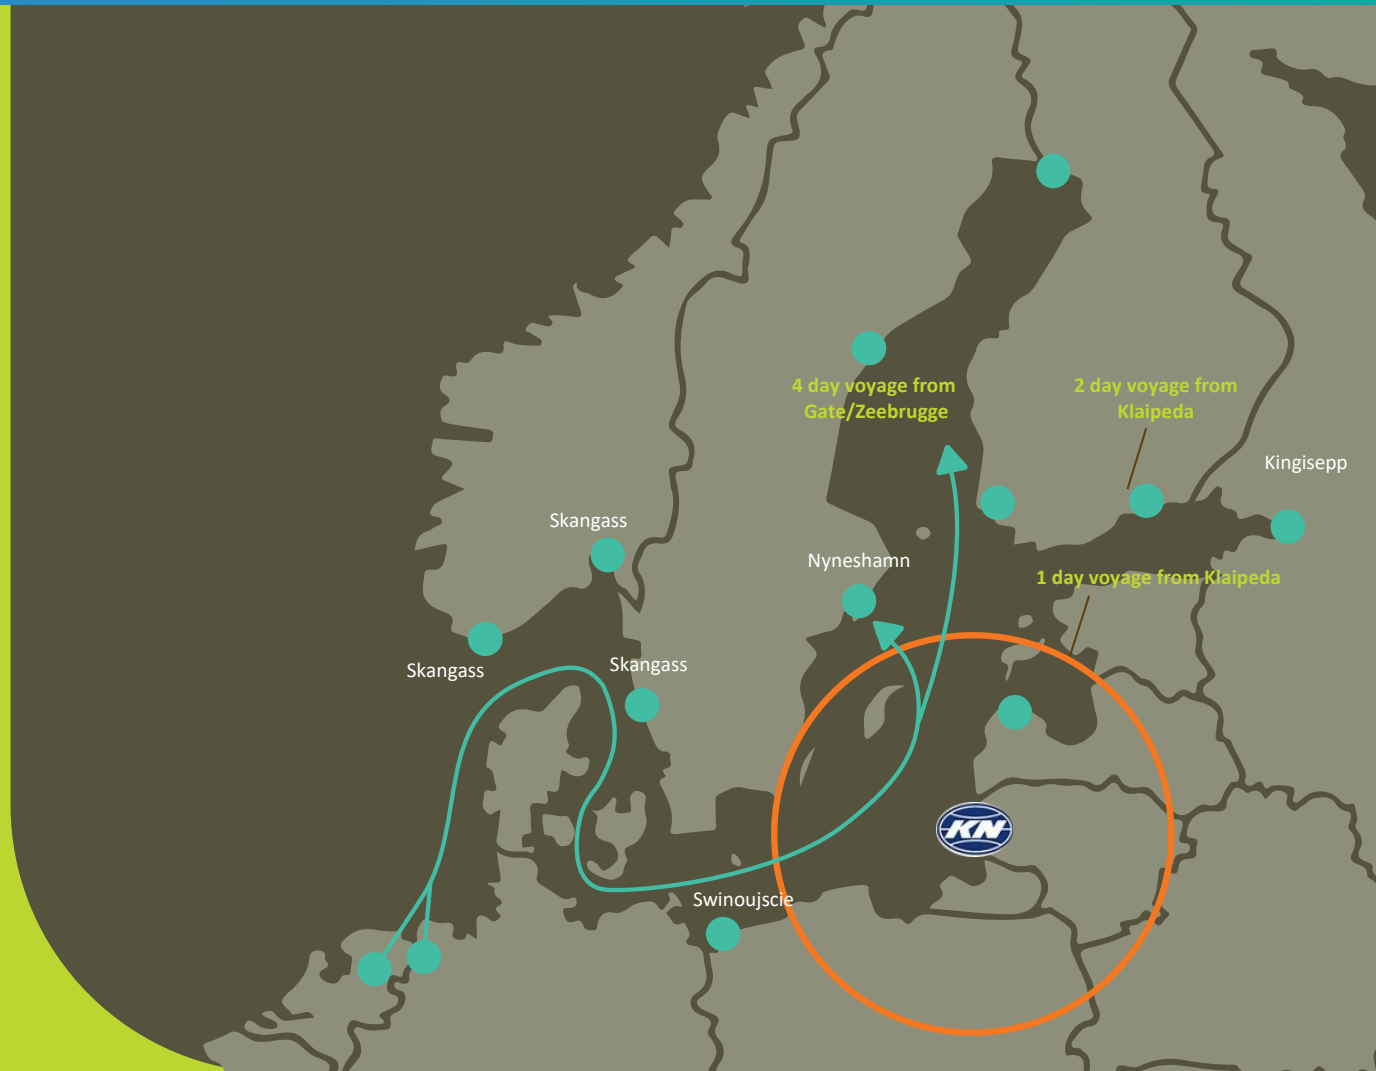 4 day voyage from
Gate/Zeebrugge
2 day voyage from
Klaipeda
Kingisepp
Skangass
Nyneshamn
1 day voyage from Klaipeda
Skangass
Skangass
KN
Swinoujscie